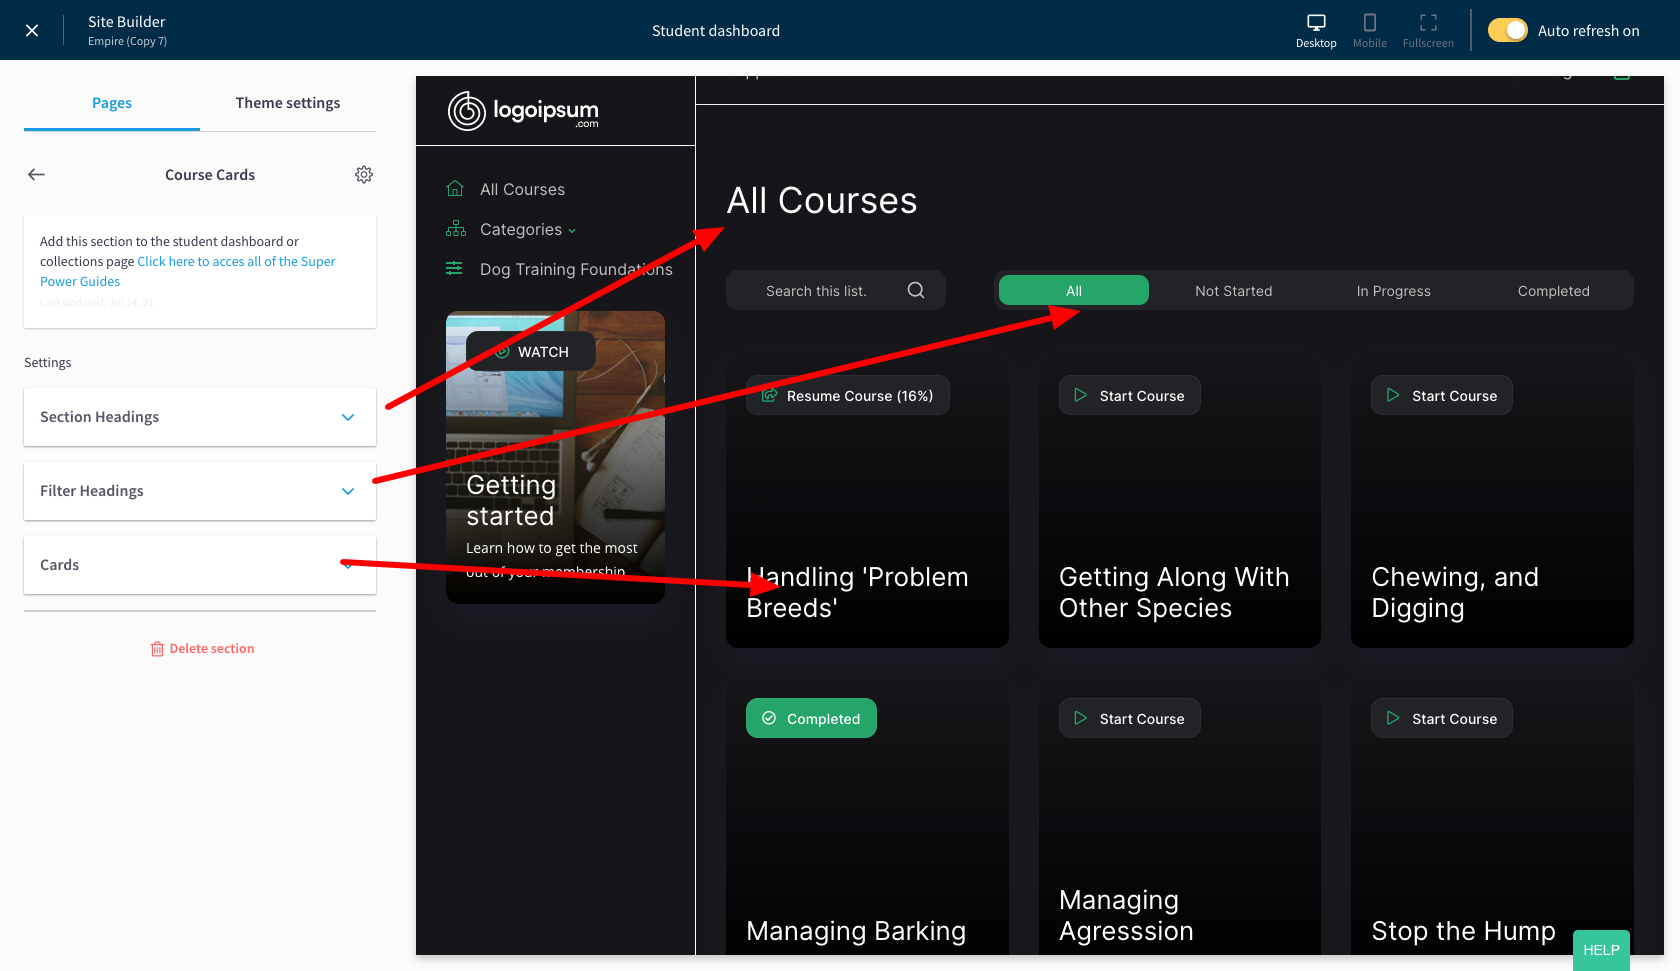 Site Builder
Empire (Copy 7)
Student dashboard
Desktop
Mobile
Fullscreen
Auto refresh on
Pages
Theme settings
Course Cards
Add this section to the student dashboard or
collections page Click here to acces all of the Super
Power Guides
Last updated: Jul 14, 21
Settings
Section Headings
Filter Headings
Cards
Delete section
logoipsum
.com
All Courses
Categories
Dog Training Foundations
WATCH
Getting
started
Learn how to get the most
out of your membership
All Courses
Search this list.
All
Not Started
In Progress
Completed
Resume Course (16%)
Handling 'Problem
Breeds'
Start Course
Getting Along With
Other Species
Start Course
Chewing, and
Digging
Completed
Managing Barking
Start Course
Managing
Agresssion
Start Course
Stop the Hump
HELP